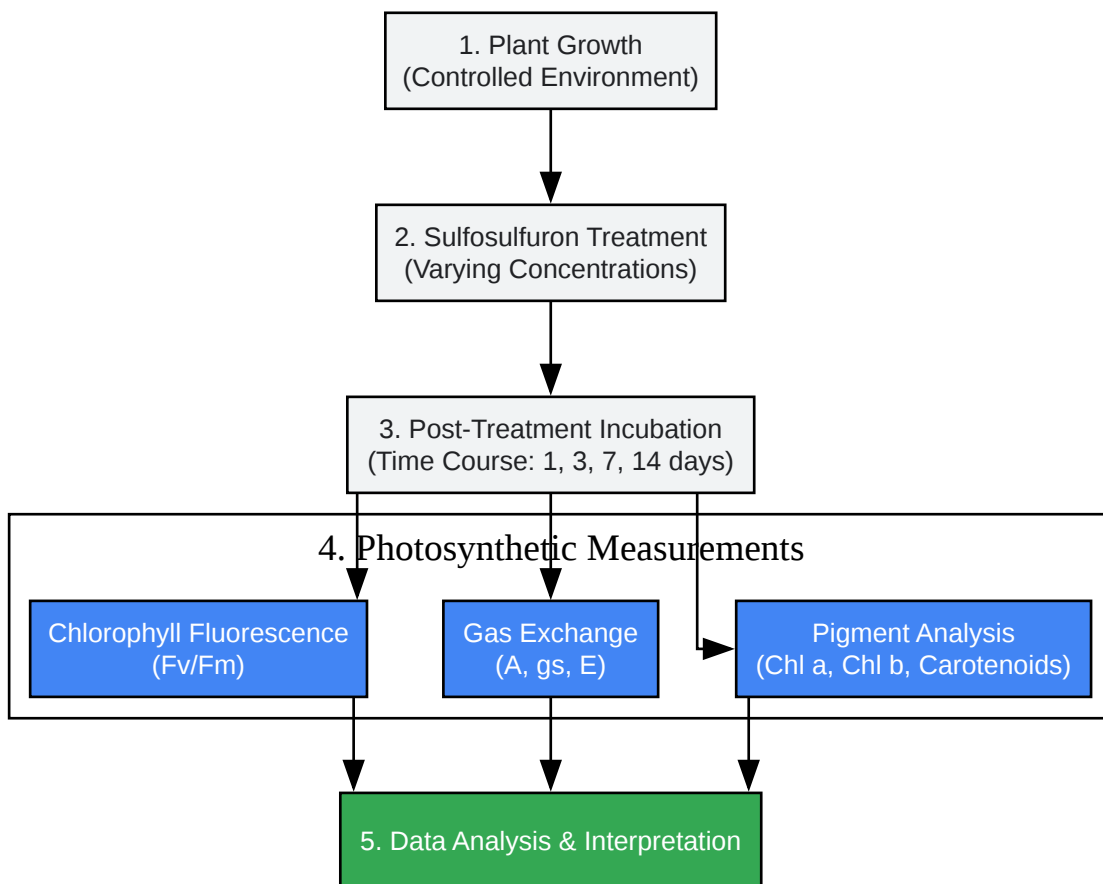 1. Plant Growth
(Controlled Environment)
2. Sulfosulfuron Treatment
(Varying Concentrations)
3. Post-Treatment Incubation
(Time Course: 1, 3, 7, 14 days)
4. Photosynthetic Measurements
Chlorophyll Fluorescence
(Fv/Fm)
Gas Exchange
(A, gs, E)
Pigment Analysis
(Chl a, Chl b, Carotenoids)
5. Data Analysis & Interpretation